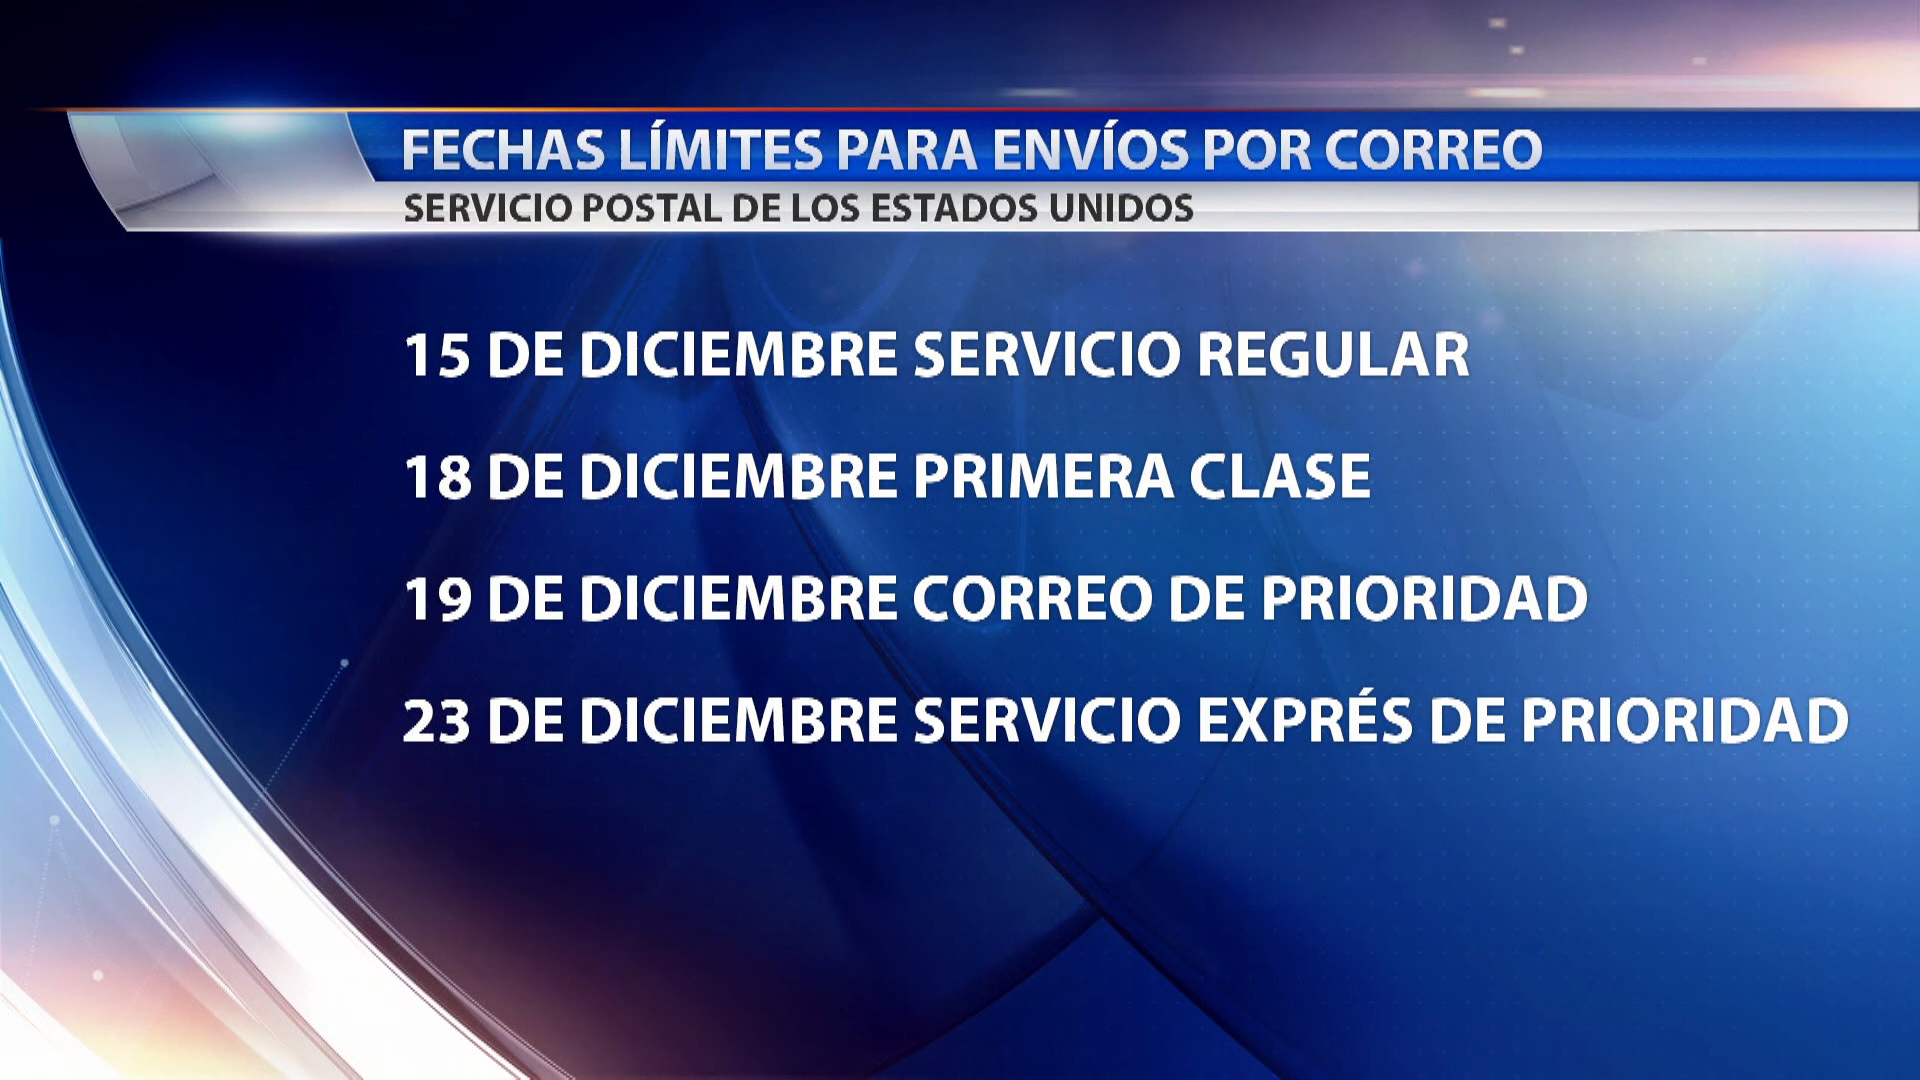 FECHAS LÍMITES PARA ENVÍOS POR CORREO
SERVICIO POSTAL DE LOS ESTADOS UNIDOS
15 DE DICIEMBRE SERVICIO REGULAR
18 DE DICIEMBRE PRIMERA CLASE
19 DE DICIEMBRE CORREO DE PRIORIDAD
23 DE DICIEMBRE SERVICIO EXPRÉS DE PRIORIDAD